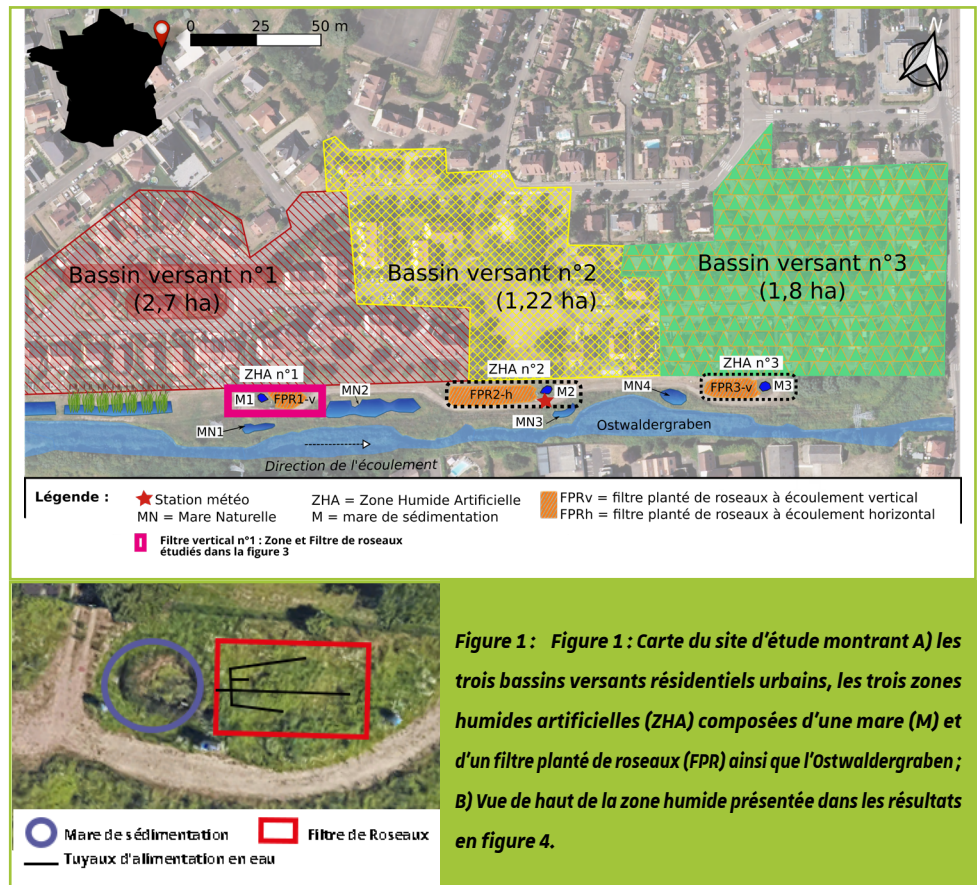 0 25 50 m
N
Bassin versant n°1
(2,7 ha)
Bassin versant n°2
(1,22 ha)
Bassin versant n°3
(1,8 ha)
ZHA n°1
M1 FPR1-v
MN2
MN1
ZHA n°2
FPR2-h M2
MN3
MN4
ZHA n°3
FPR3-v M3
Ostwaldergraben
Direction de l'écoulement
Légende :
Station météo
MN = Mare Naturelle
ZHA = Zone Humide Artificielle
M = mare de sédimentation
FPRv = filtre planté de roseaux à écoulement vertical
FPRh = filtre planté de roseaux à écoulement horizontal
Filtre vertical n°1 : Zone et Filtre de roseaux
étudiés dans la figure 3
Mare de sédimentation
Filtre de Roseaux
Tuyaux d'alimentation en eau
Figure 1 : Figure 1 : Carte du site d'étude montrant A) les
trois bassins versants résidentiels urbains, les trois zones
humides artificielles (ZHA) composées d'une mare (M) et
d'un filtre planté de roseaux (FPR) ainsi que l'Ostwaldergraben ;
B) Vue de haut de la zone humide présentée dans les résultats
en figure 4.